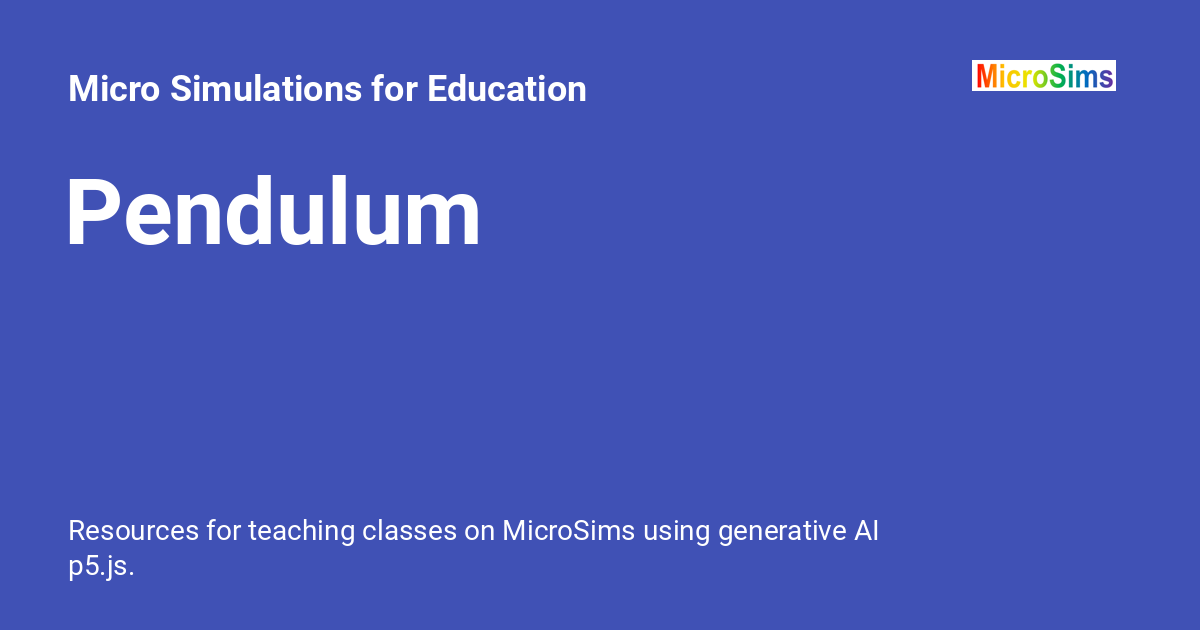 Micro Simulations for Education
MicroSims
Pendulum
Resources for teaching classes on MicroSims using generative AI
p5.js.